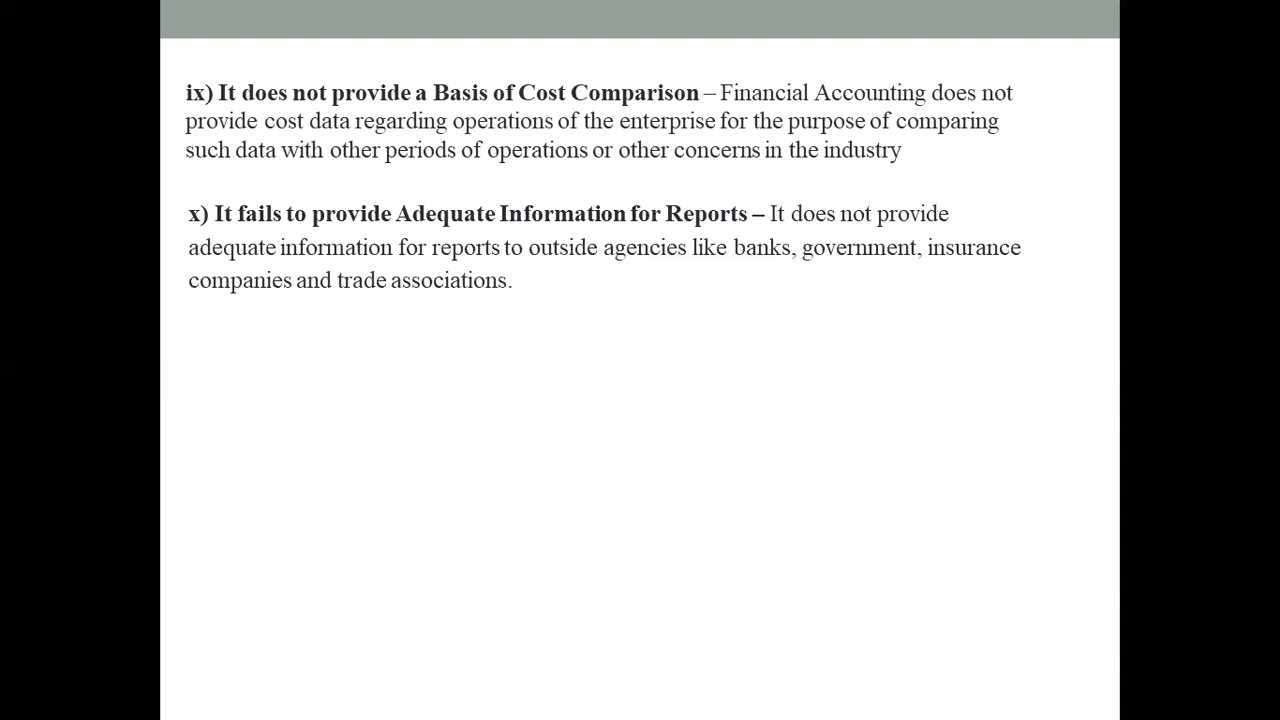 ix) It does not provide a Basis of Cost Comparison – Financial Accounting does not
provide cost data regarding operations of the enterprise for the purpose of comparing
such data with other periods of operations or other concerns in the industry
x) It fails to provide Adequate Information for Reports – It does not provide
adequate information for reports to outside agencies like banks, government, insurance
companies and trade associations.